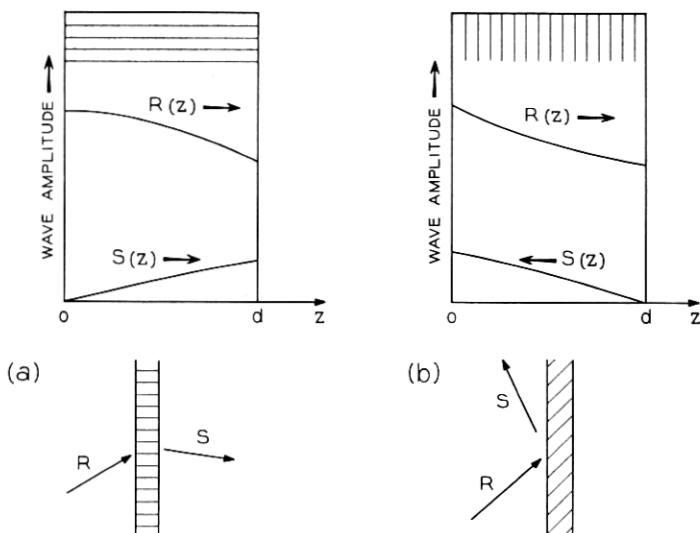 WAVE AMPLITUDE
R(z)
S(z)
o
d
z
WAVE AMPLITUDE
R(z)
S(z)
o
d
z
(a)
R
S
(b)
S
R